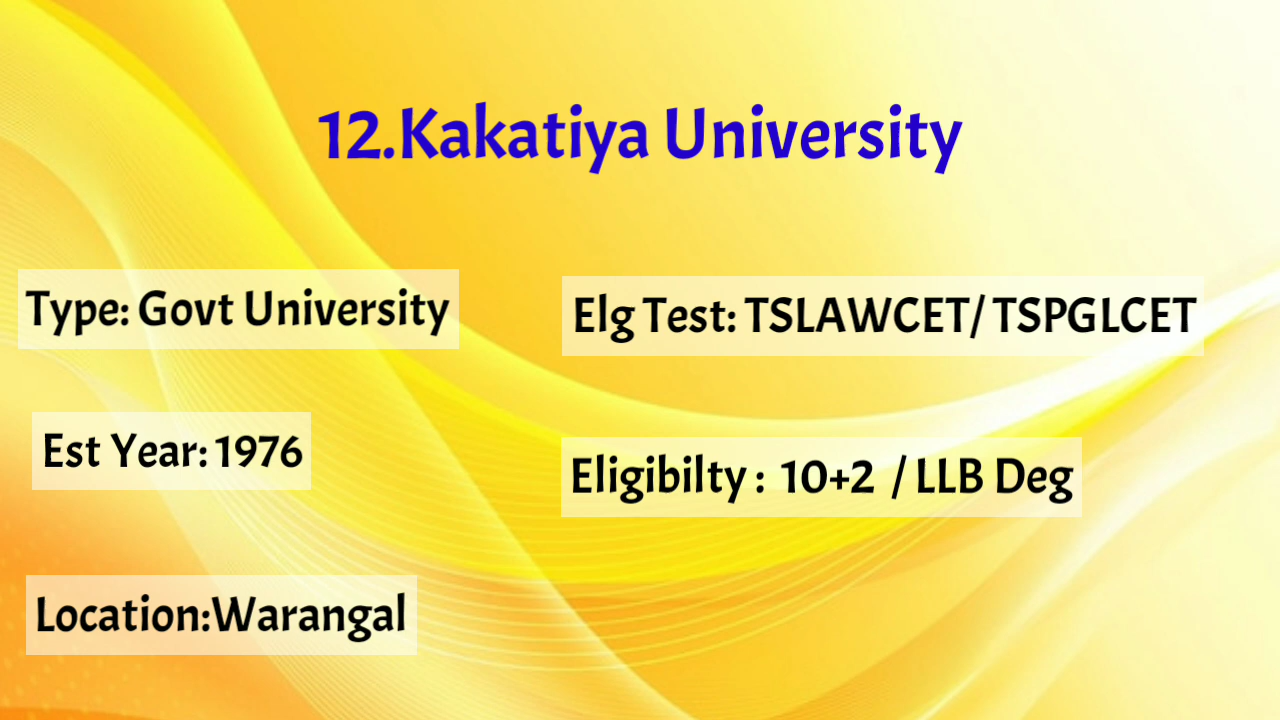 12.Kakatiya University
Type: Govt University
Est Year: 1976
Location:Warangal
Elg Test: TSLAWCET/ TSPGLCET
Eligibilty : 10+2 / LLB Deg